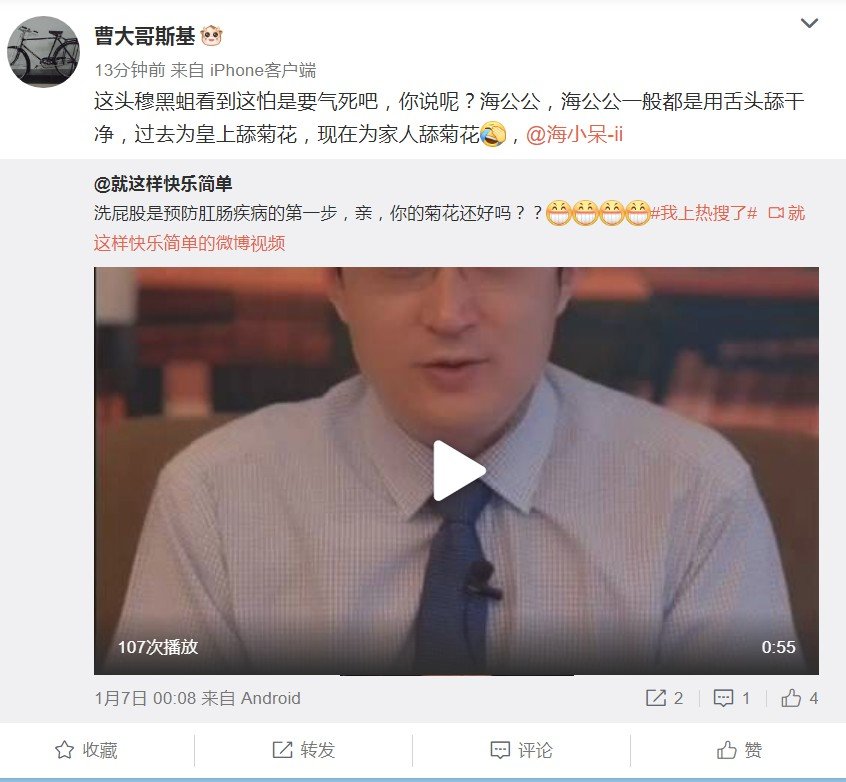 曹大哥斯基
13分钟前 来自 iPhone客户端
这头穆黑蛆看到这怕是要气死吧，你说呢？海公公，海公公一般都是用舌头舔干
净，过去为皇上舔菊花，现在为家人舔菊花，@海小呆-ii
@就这样快乐简单
洗屁股是预防肛肠疾病的第一步，亲，你的菊花还好吗？？#我上热搜了# 就
这样快乐简单的微博视频
107次播放 0:55
1月7日 00:08 来自 Android 2 1 4
收藏 转发 评论 赞